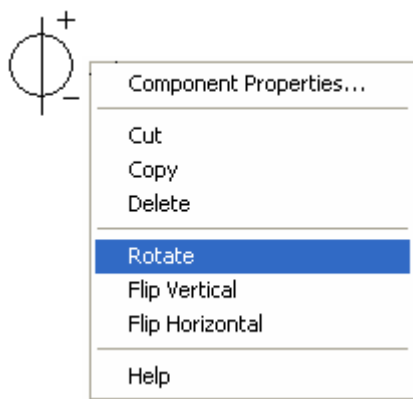 +
−
Component Properties...
Cut
Copy
Delete
Rotate
Flip Vertical
Flip Horizontal
Help